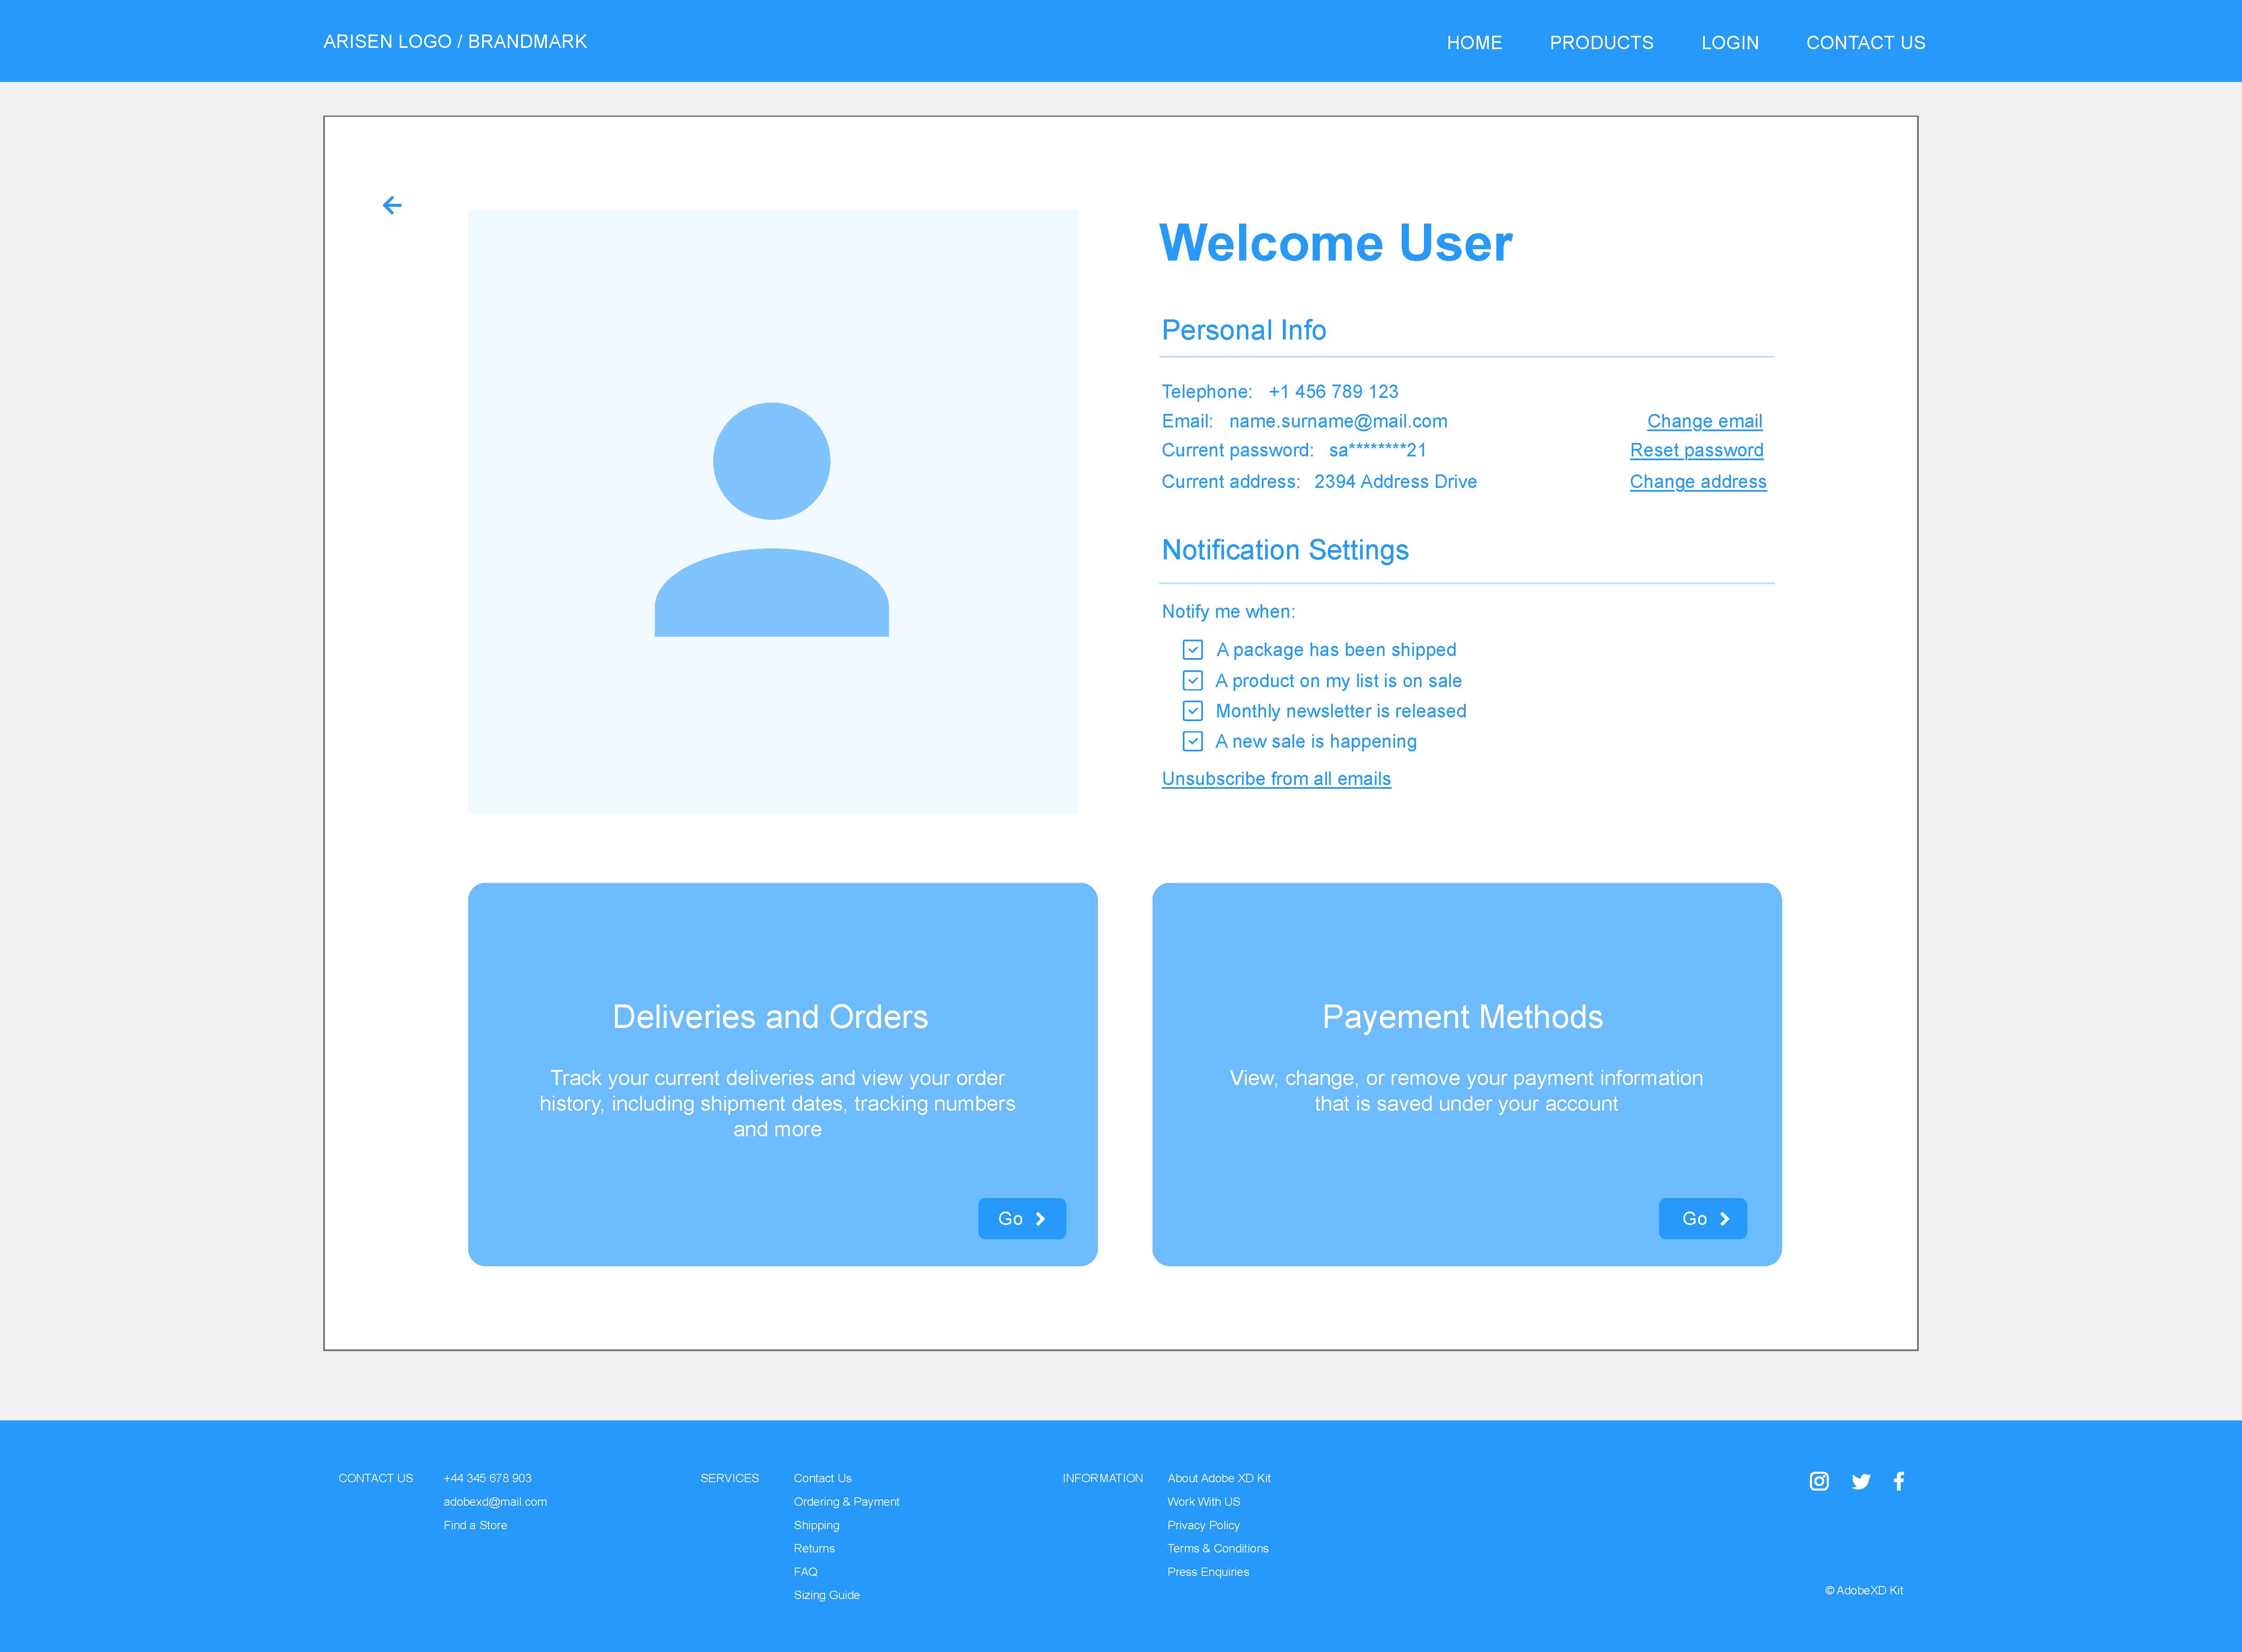 ARISEN LOGO / BRANDMARK
HOME PRODUCTS LOGIN CONTACT US
Welcome User
Personal Info
Telephone: +1 456 789 123
Email: name.surname@mail.com Change email
Current password: sa********21 Reset password
Current address: 2394 Address Drive Change address
Notification Settings
Notify me when:
A package has been shipped
A product on my list is on sale
Monthly newsletter is released
A new sale is happening
Unsubscribe from all emails
Deliveries and Orders
Track your current deliveries and view your order
history, including shipment dates, tracking numbers
and more
Go
Payement Methods
View, change, or remove your payment information
that is saved under your account
Go
CONTACT US
+44 345 678 903
adobexd@mail.com
Find a Store
SERVICES
Contact Us
Ordering & Payment
Shipping
Returns
FAQ
Sizing Guide
INFORMATION
About Adobe XD Kit
Work With US
Privacy Policy
Terms & Conditions
Press Enquiries
© AdobeXD Kit